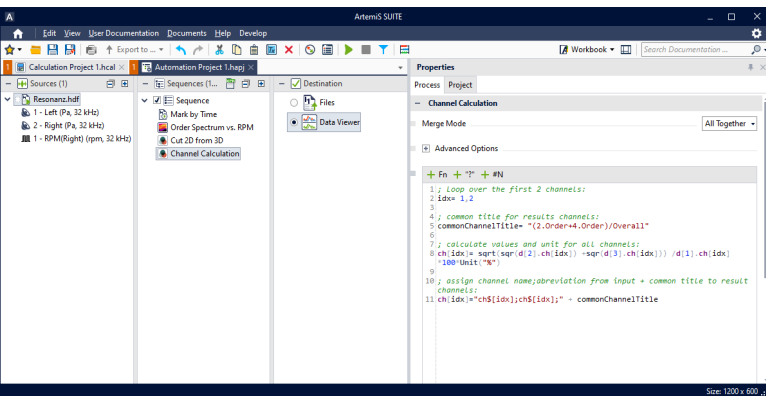 ArtemiS SUITE
Edit View User Documentation Documents Help Develop
Export to ... Workbook Search Documentation ...
1 Calculation Project 1.hcal 1 Automation Project 1.hapj
Sources (1)
Resonanz.hdf
1 - Left (Pa, 32 kHz)
2 - Right (Pa, 32 kHz)
1 - RPM(Right) (rpm, 32 kHz)
Sequences (1...
Sequence
Mark by Time
Order Spectrum vs. RPM
Cut 2D from 3D
Channel Calculation
Destination
Files
Data Viewer
Properties
Process Project
Channel Calculation
Merge Mode All Together
Advanced Options
Fn "?" #N
1 ; Loop over the first 2 channels:
2 idx= 1,2
3
4 ; common title for results channels:
5 commonChannelTitle= "(2.Order+4.Order)/Overall"
6
7 ; calculate values and unit for all channels:
8 ch[idx]= sqrt(sqr(d[2].ch[idx]) +sqr(d[3].ch[idx])) /d[1].ch[idx]
*100*Unit("%")
9
10 ; assign channel name;abreviation from input + common title to result
channels:
11 ch[idx]="ch$[idx];ch$[idx];" + commonChannelTitle
Size: 1200 x 600